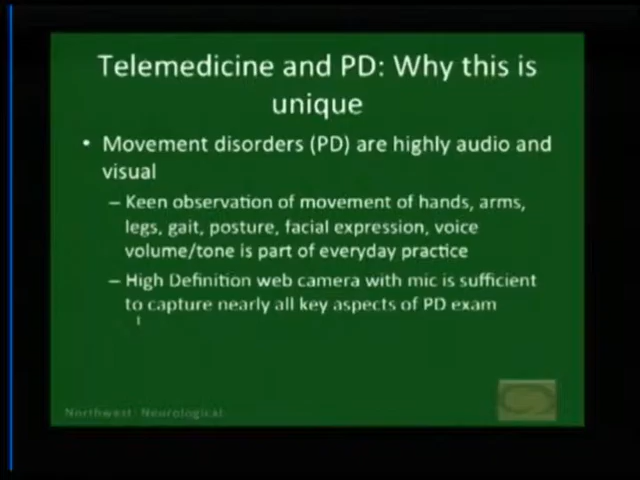 Telemedicine and PD: Why this is
unique
• Movement disorders (PD) are highly audio and
visual
– Keen observation of movement of hands, arms,
legs, gait, posture, facial expression, voice
volume/tone is part of everyday practice
– High Definition web camera with mic is sufficient
to capture nearly all key aspects of PD exam
Northwest Neurological